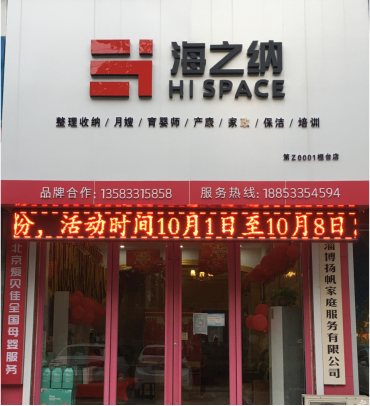 海之纳
HI SPACE
整理收纳/月嫂/育婴师/产康/家政/保洁/培训
第Z0001桓台店
品牌合作:13583315858 服务热线:18853354594
份，活动时间10月1日至10月8日
北京爱贝佳全国母婴服务
淄博扬帆家庭服务有限公司